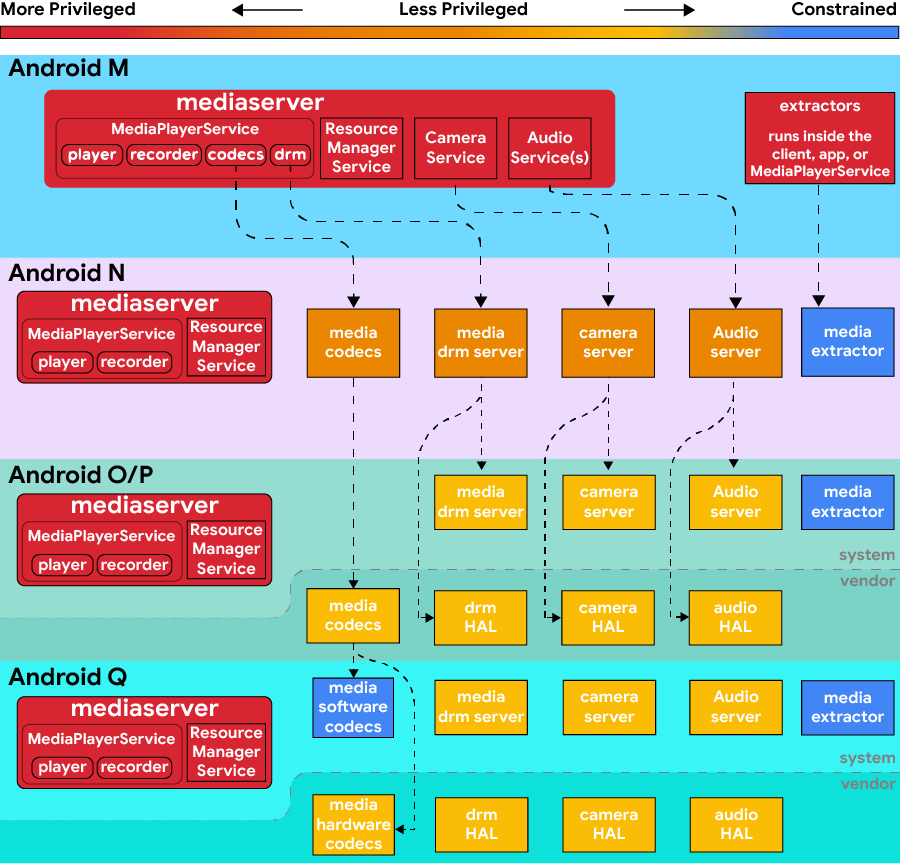 More Privileged
Less Privileged
Constrained
Android M
mediaserver
MediaPlayerService
player
recorder
codecs
drm
Resource
Manager
Service
Camera
Service
Audio
Service(s)
extractors
runs inside the
client, app, or
MediaPlayerService
Android N
mediaserver
MediaPlayerService
player
recorder
Resource
Manager
Service
media
codecs
media
drm server
camera
server
Audio
server
media
extractor
Android O/P
mediaserver
MediaPlayerService
player
recorder
Resource
Manager
Service
media
drm server
camera
server
Audio
server
media
extractor
system
vendor
media
codecs
drm
HAL
camera
HAL
audio
HAL
Android Q
mediaserver
MediaPlayerService
player
recorder
Resource
Manager
Service
media
software
codecs
media
drm server
camera
server
Audio
server
media
extractor
system
vendor
media
hardware
codecs
drm
HAL
camera
HAL
audio
HAL